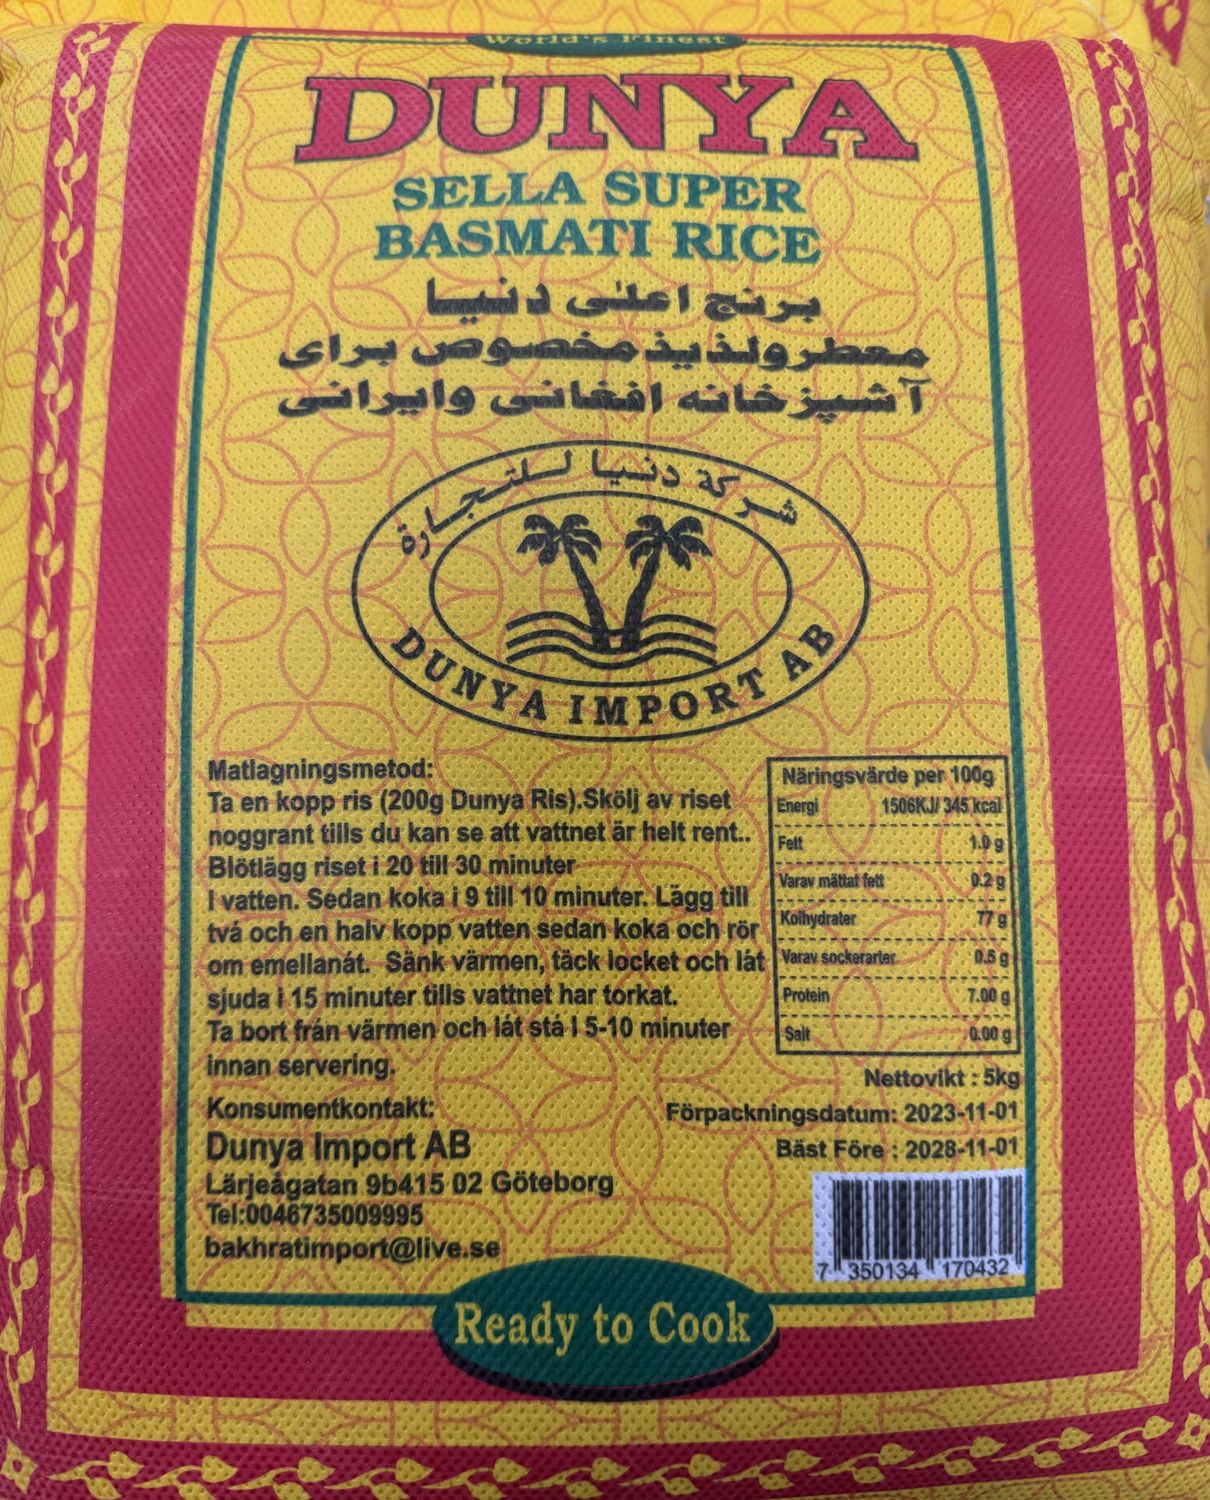 World's Finest
DUNYA
SELLA SUPER
BASMATI RICE
برنج اعلی دنیا
معطر ولذیذ مخصوص برای
آشپزخانه افغانی وایرانی
شركة دنيا للتجارة
DUNYA IMPORT AB
Matlagningsmetod:
Ta en kopp ris (200g Dunya Ris).Skölj av riset
noggrant tills du kan se att vattnet är helt rent..
Blötlägg riset i 20 till 30 minuter
I vatten. Sedan koka i 9 till 10 minuter. Lägg till
två och en halv kopp vatten sedan koka och rör
om emellanåt. Sänk värmen, täck locket och låt
sjuda i 15 minuter tills vattnet har torkat.
Ta bort från värmen och låt stå I 5-10 minuter
innan servering.
Näringsvärde per 100g
Energi 1506KJ/ 345 kcal
Fett 1.0 g
Varav mättat fett 0.2 g
Kolhydrater 77 g
Varav sockerarter 0.5 g
Protein 7.00 g
Salt 0.00 g
Nettovikt : 5kg
Förpackningsdatum: 2023-11-01
Bäst Före : 2028-11-01
Konsumentkontakt:
Dunya Import AB
Lärjeågatan 9b415 02 Göteborg
Tel:0046735009995
bakhratimport@live.se
7 350134 170432
Ready to Cook